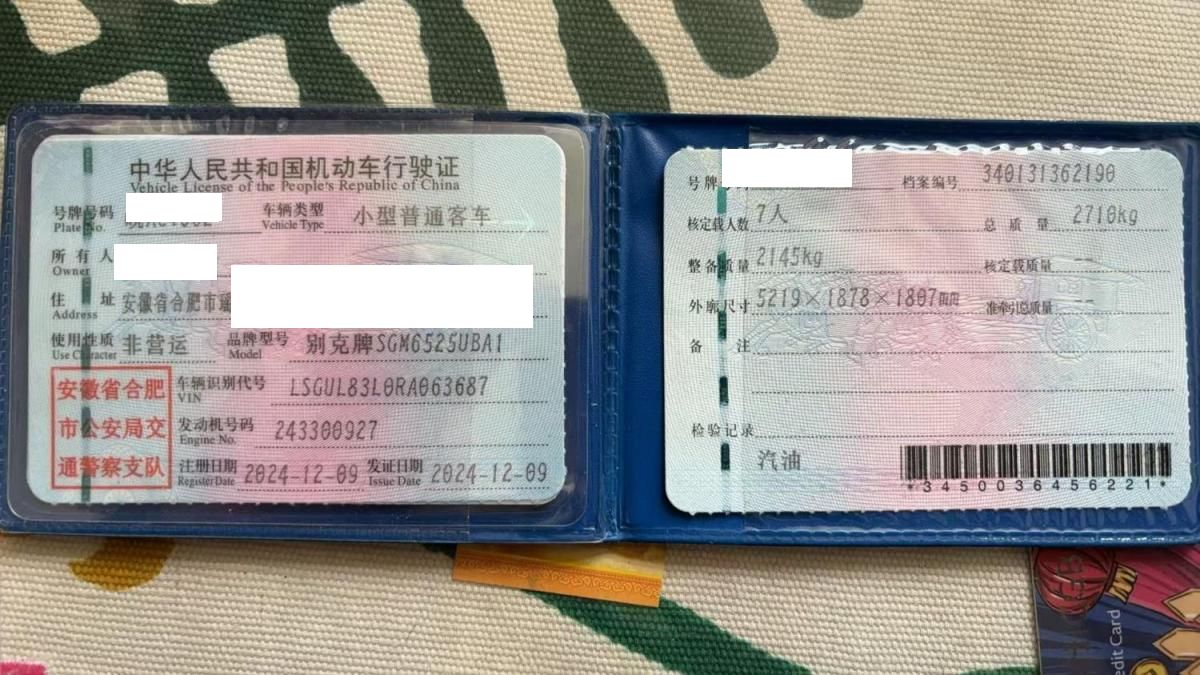 中华人民共和国机动车行驶证
Vehicle License of the People's Republic of China
号牌号码
Plate No.
车辆类型 小型普通客车
Vehicle Type
所有人
Owner
住址 安徽省合肥市瑶
Address
使用性质 非营运
Use Character
品牌型号 别克牌SGM6525UBA1
Model
安徽省合肥
市公安局交
通警察支队
车辆识别代号 LSGUL83L0RA063687
VIN
发动机号码 243300927
Engine No.
注册日期 2024-12-09 发证日期 2024-12-09
Register Date Issue Date
号牌 档案编号 340131362190
核定载人数 7人 总质量 2710kg
整备质量 2145kg 核定载质量 --
外廓尺寸 5219×1878×1807mm 准牵引总质量 --
备注
检验记录
汽油
*3450036456221*
edit Card